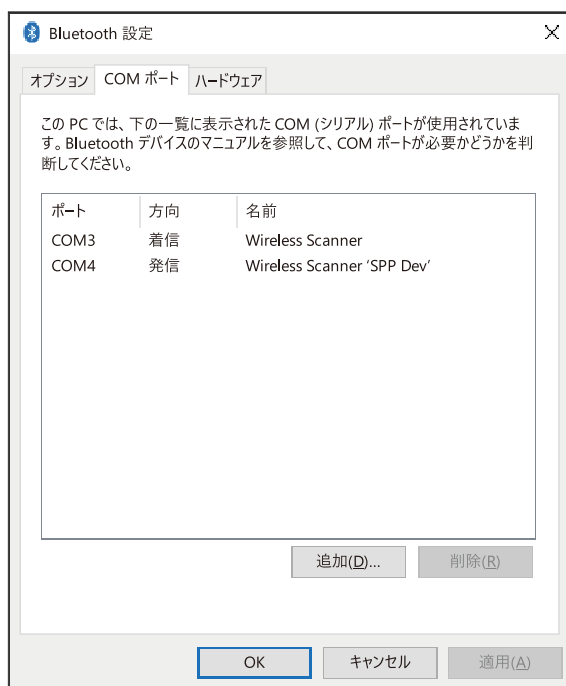 Bluetooth 設定
オプション COM ポート ハードウェア
この PC では、下の一覧に表示された COM (シリアル) ポートが使用されていま
す。Bluetooth デバイスのマニュアルを参照して、COM ポートが必要かどうかを判
断してください。
ポート 方向 名前
COM3 着信 Wireless Scanner
COM4 発信 Wireless Scanner ‘SPP Dev’
追加(D)... 削除(R)
OK キャンセル 適用(A)